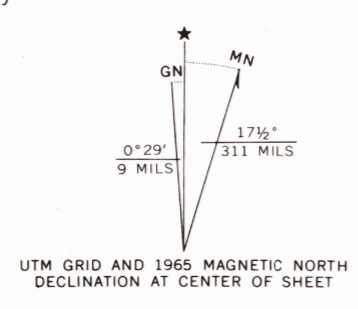 ★
GN
MN
0°29′
9 MILS
17½°
311 MILS
UTM GRID AND 1965 MAGNETIC NORTH
DECLINATION AT CENTER OF SHEET